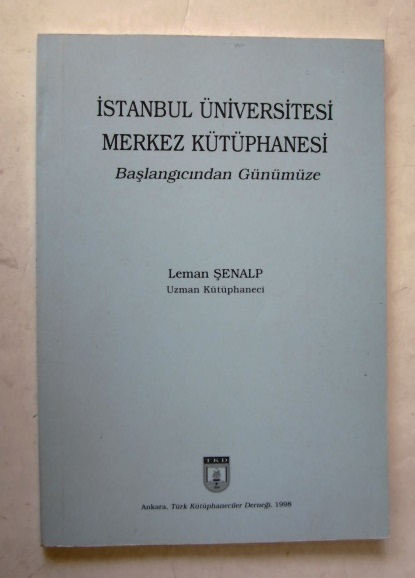 İSTANBUL ÜNİVERSİTESİ
MERKEZ KÜTÜPHANESİ
Başlangıcından Günümüze
Leman ŞENALP
Uzman Kütüphaneci
TKD
Ankara, Türk Kütüphaneciler Derneği, 1998